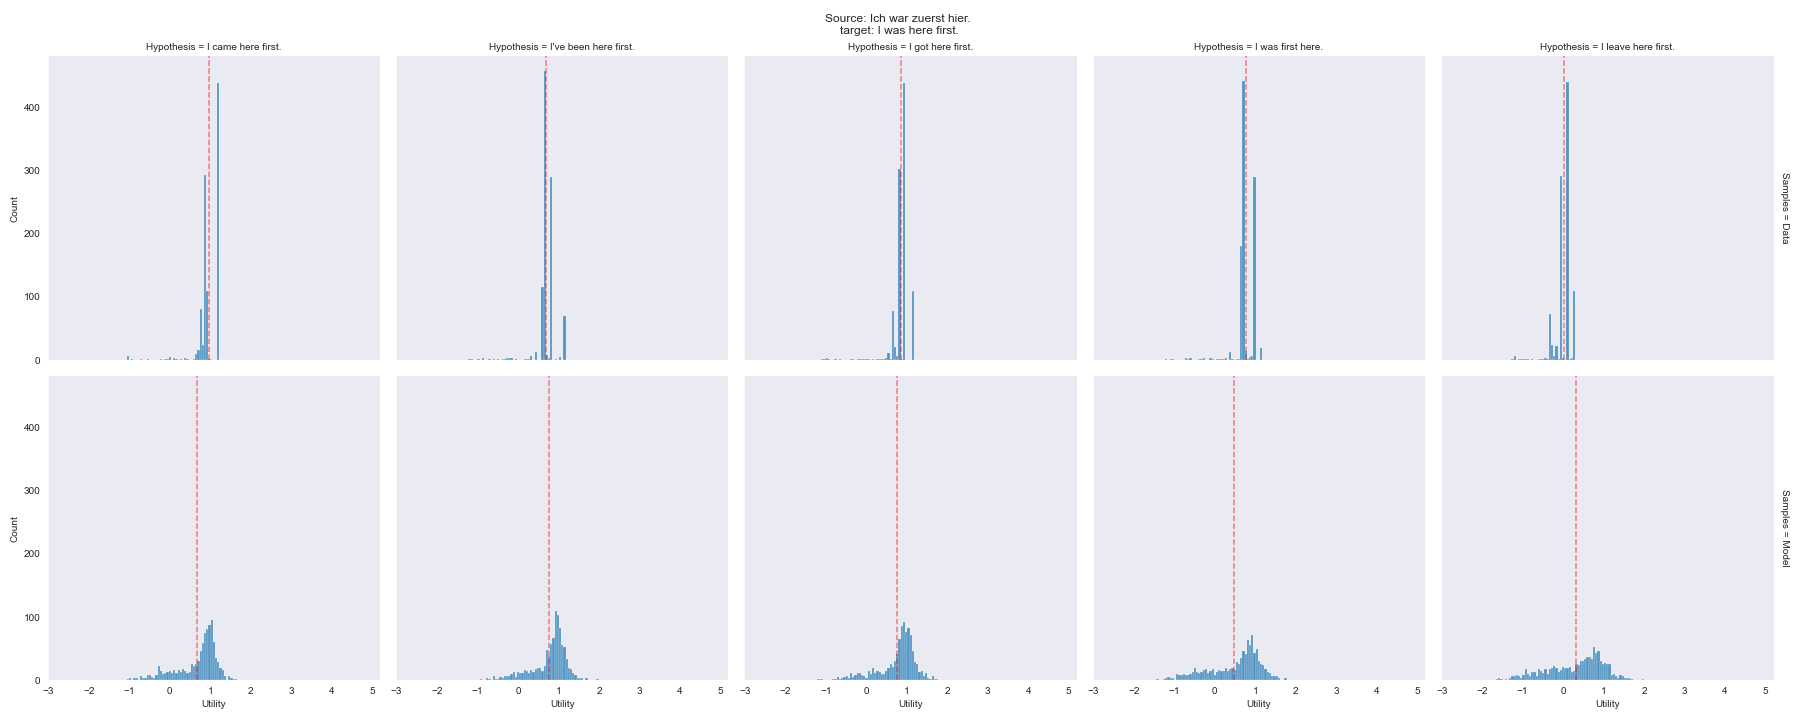 Source: Ich war zuerst hier.
target: I was here first.
Hypothesis = I came here first.
Hypothesis = I've been here first.
Hypothesis = I got here first.
Hypothesis = I was first here.
Hypothesis = I leave here first.
400
300
200
100
0
Count
Samples = Data
400
300
200
100
0
Count
Samples = Model
−3 −2 −1 0 1 2 3 4 5
−3 −2 −1 0 1 2 3 4 5
−3 −2 −1 0 1 2 3 4 5
−3 −2 −1 0 1 2 3 4 5
−3 −2 −1 0 1 2 3 4 5
Utility
Utility
Utility
Utility
Utility